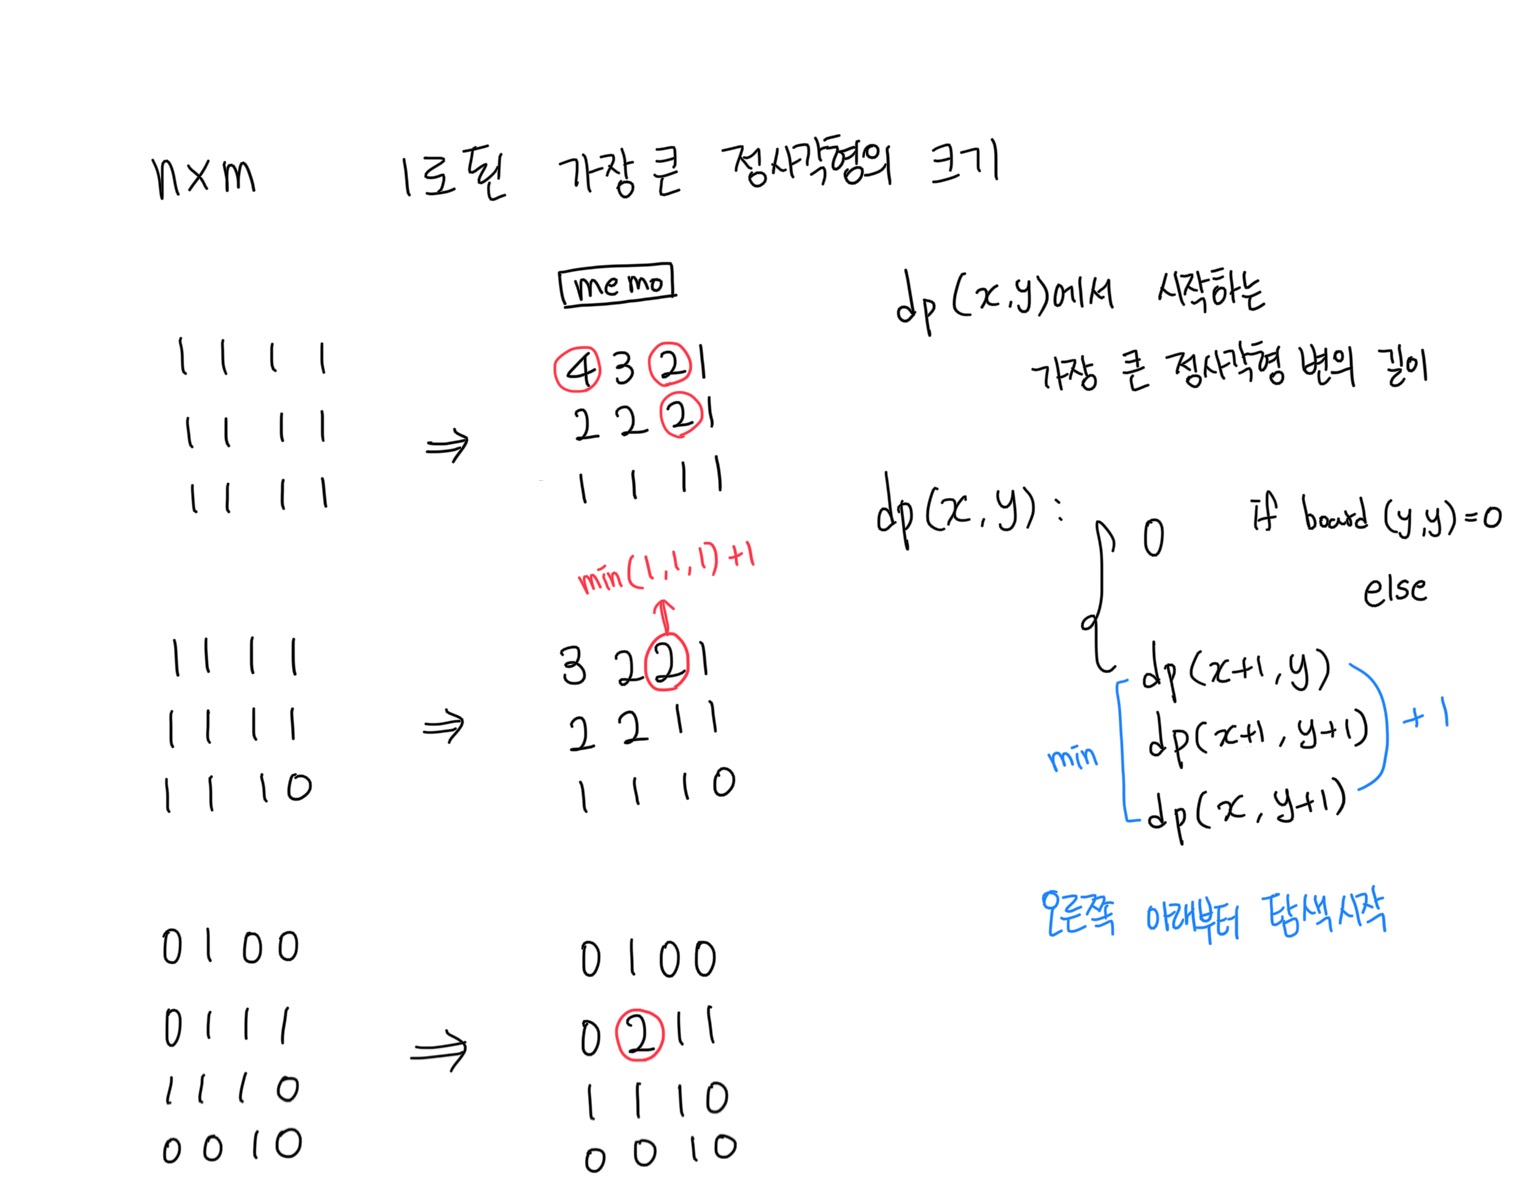 n×m 1로 된 가장 큰 정사각형의 크기
memo
1 1 1 1
1 1 1 1
1 1 1 1
⇒
4 3 2 1
2 2 2 1
1 1 1 1
dp(x,y)에서 시작하는
가장 큰 정사각형 변의 길이
dp(x,y):
0 if board(y,y)=0
else
dp(x+1,y)
dp(x+1,y+1)
dp(x,y+1)
min
+1
오른쪽 아래부터 탐색시작
min(1,1,1)+1
1 1 1 1
1 1 1 1
1 1 1 0
⇒
3 2 2 1
2 2 1 1
1 1 1 0
0 1 0 0
0 1 1 1
1 1 1 0
0 0 1 0
⇒
0 1 0 0
0 2 1 1
1 1 1 0
0 0 1 0